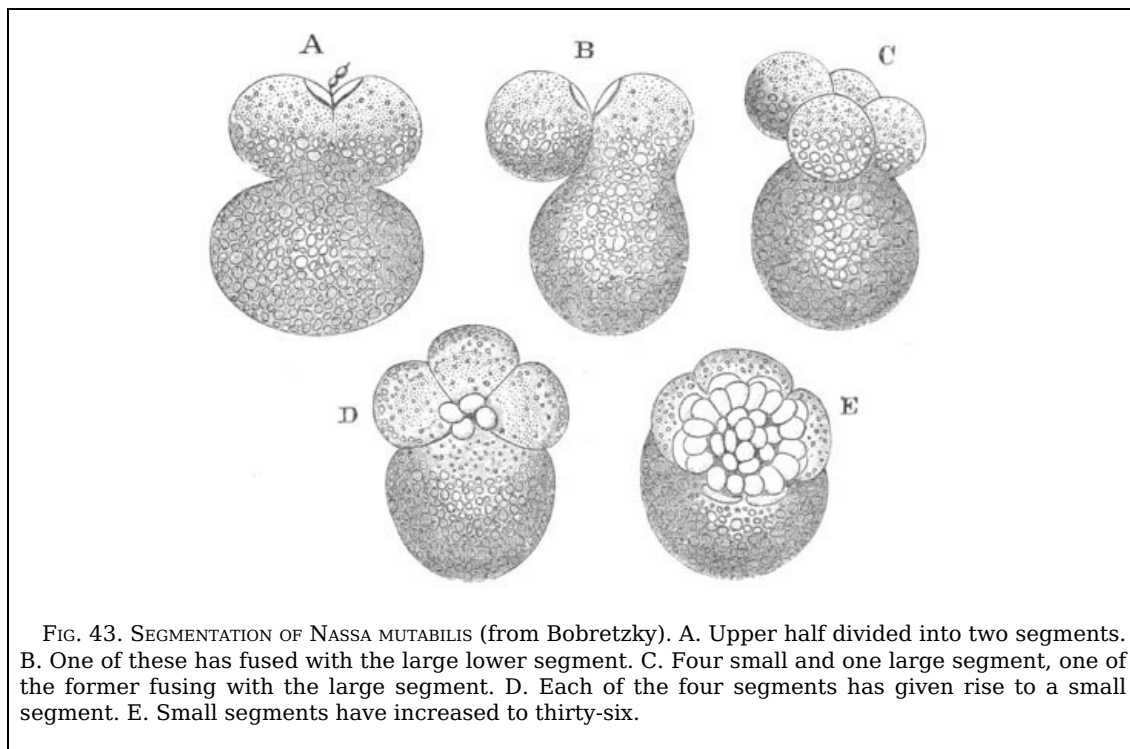 A
B
C
D
E
FIG. 43. SEGMENTATION OF NASSA MUTABILIS (from Bobretzky). A. Upper half divided into two segments.
B. One of these has fused with the large lower segment. C. Four small and one large segment, one of
the former fusing with the large segment. D. Each of the four segments has given rise to a small
segment. E. Small segments have increased to thirty-six.